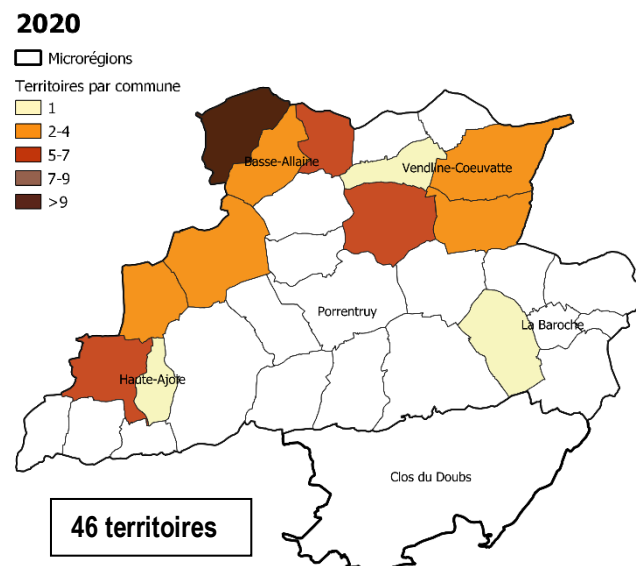 2020
Microrégions
Territoires par commune
1
2-4
5-7
7-9
>9
Basse-Allaine
Vendline-Coeuvatte
Porrentruy
La Baroche
Haute-Ajoie
Clos du Doubs
46 territoires